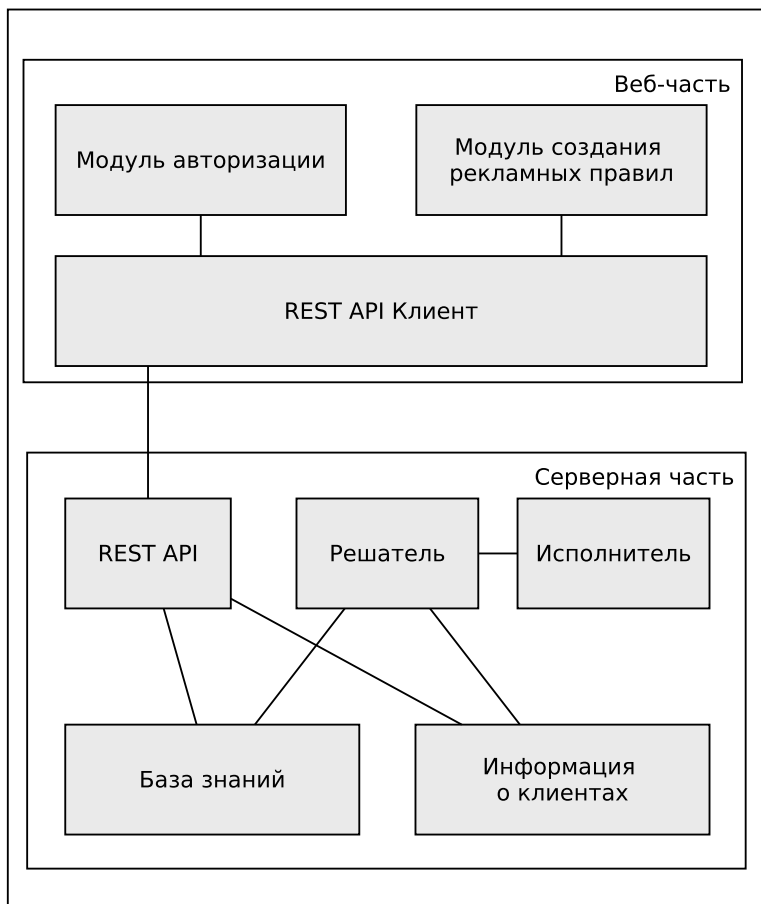 Веб-часть
Модуль авторизации
Модуль создания
рекламных правил
REST API Клиент
Серверная часть
REST API
Решатель
Исполнитель
База знаний
Информация
о клиентах